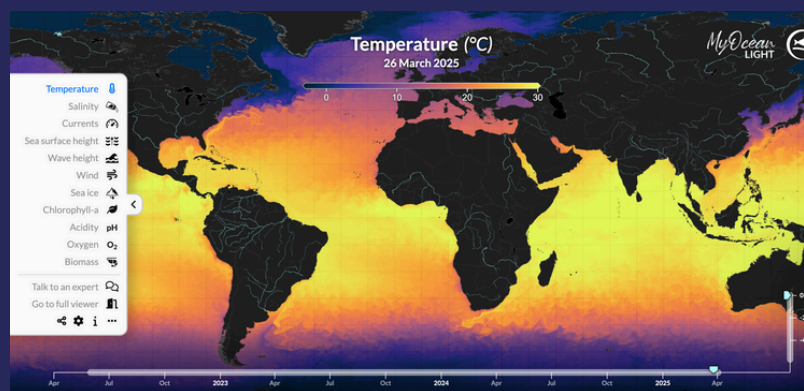 Temperature (°C)
26 March 2025
0 10 20 30
MyOcean
LIGHT
Temperature
Salinity
Currents
Sea surface height
Wave height
Wind
Sea ice
Chlorophyll-a
Acidity pH
Oxygen O₂
Biomass
Talk to an expert
Go to full viewer
Apr Jul Oct 2023 Apr Jul Oct 2024 Apr Jul Oct 2025 Apr